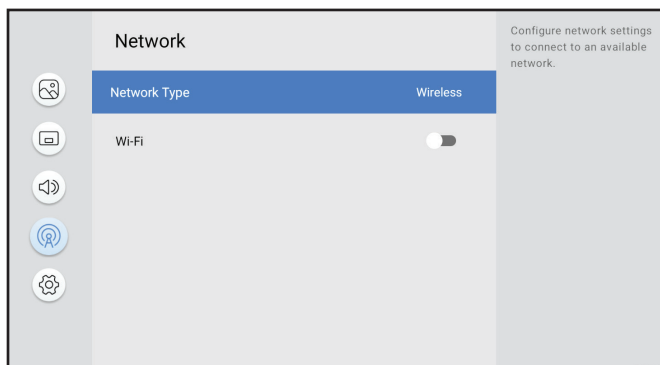 Network
Configure network settings
to connect to an available
network.
Network Type Wireless
Wi-Fi